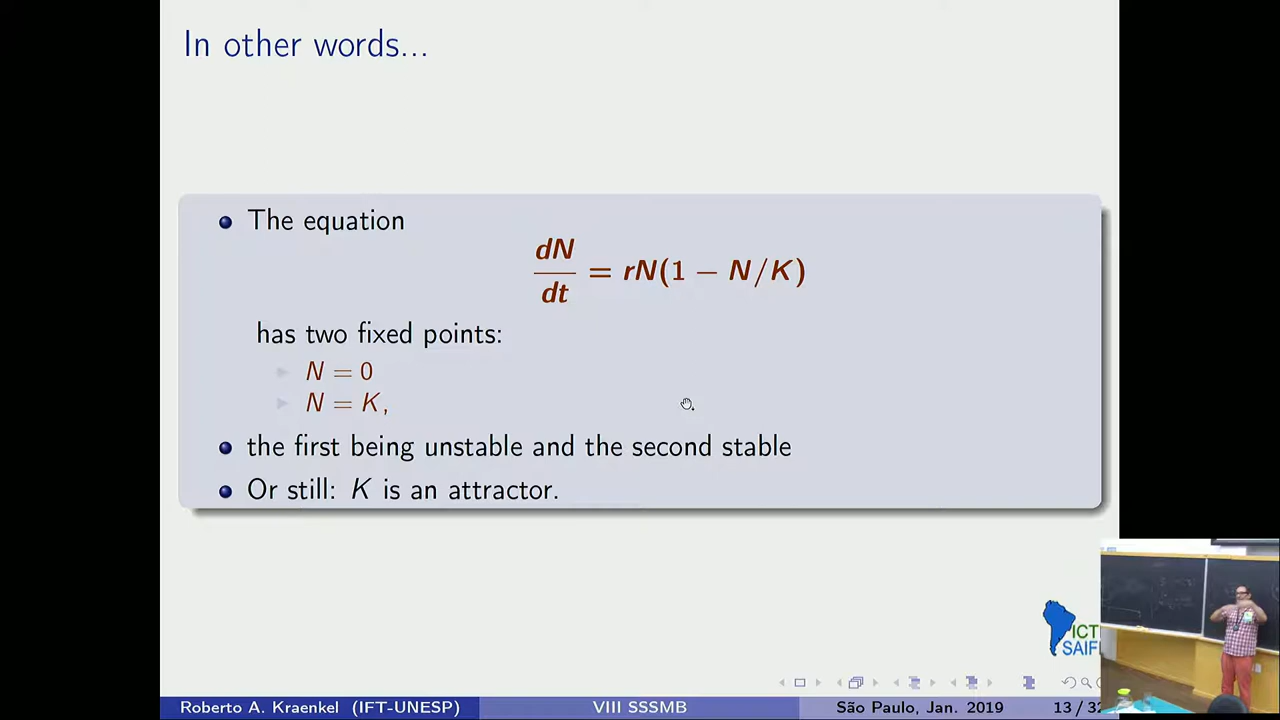 In other words...
The equation
dN
dt
= rN(1 − N/K)
has two fixed points:
N = 0
N = K,
the first being unstable and the second stable
Or still: K is an attractor.
ICT
SAIF
Roberto A. Kraenkel (IFT-UNESP)
VIII SSSMB
São Paulo, Jan. 2019
13 / 32